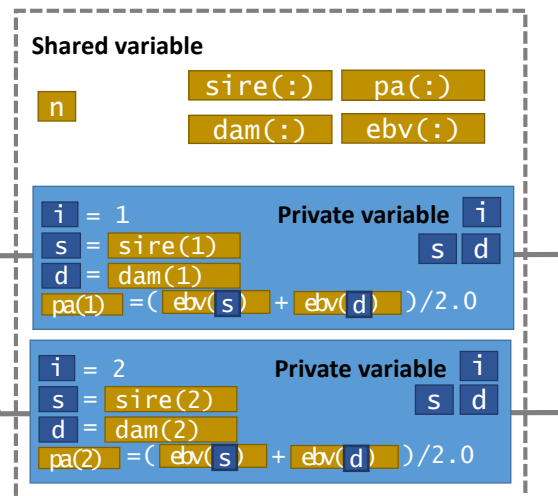 Shared variable
n
sire(:) pa(:)
dam(:) ebv(:)
i = 1 Private variable i
s = sire(1) s d
d = dam(1)
pa(1) =( ebv(s) + ebv(d) )/2.0
i = 2 Private variable i
s = sire(2) s d
d = dam(2)
pa(2) =( ebv(s) + ebv(d) )/2.0